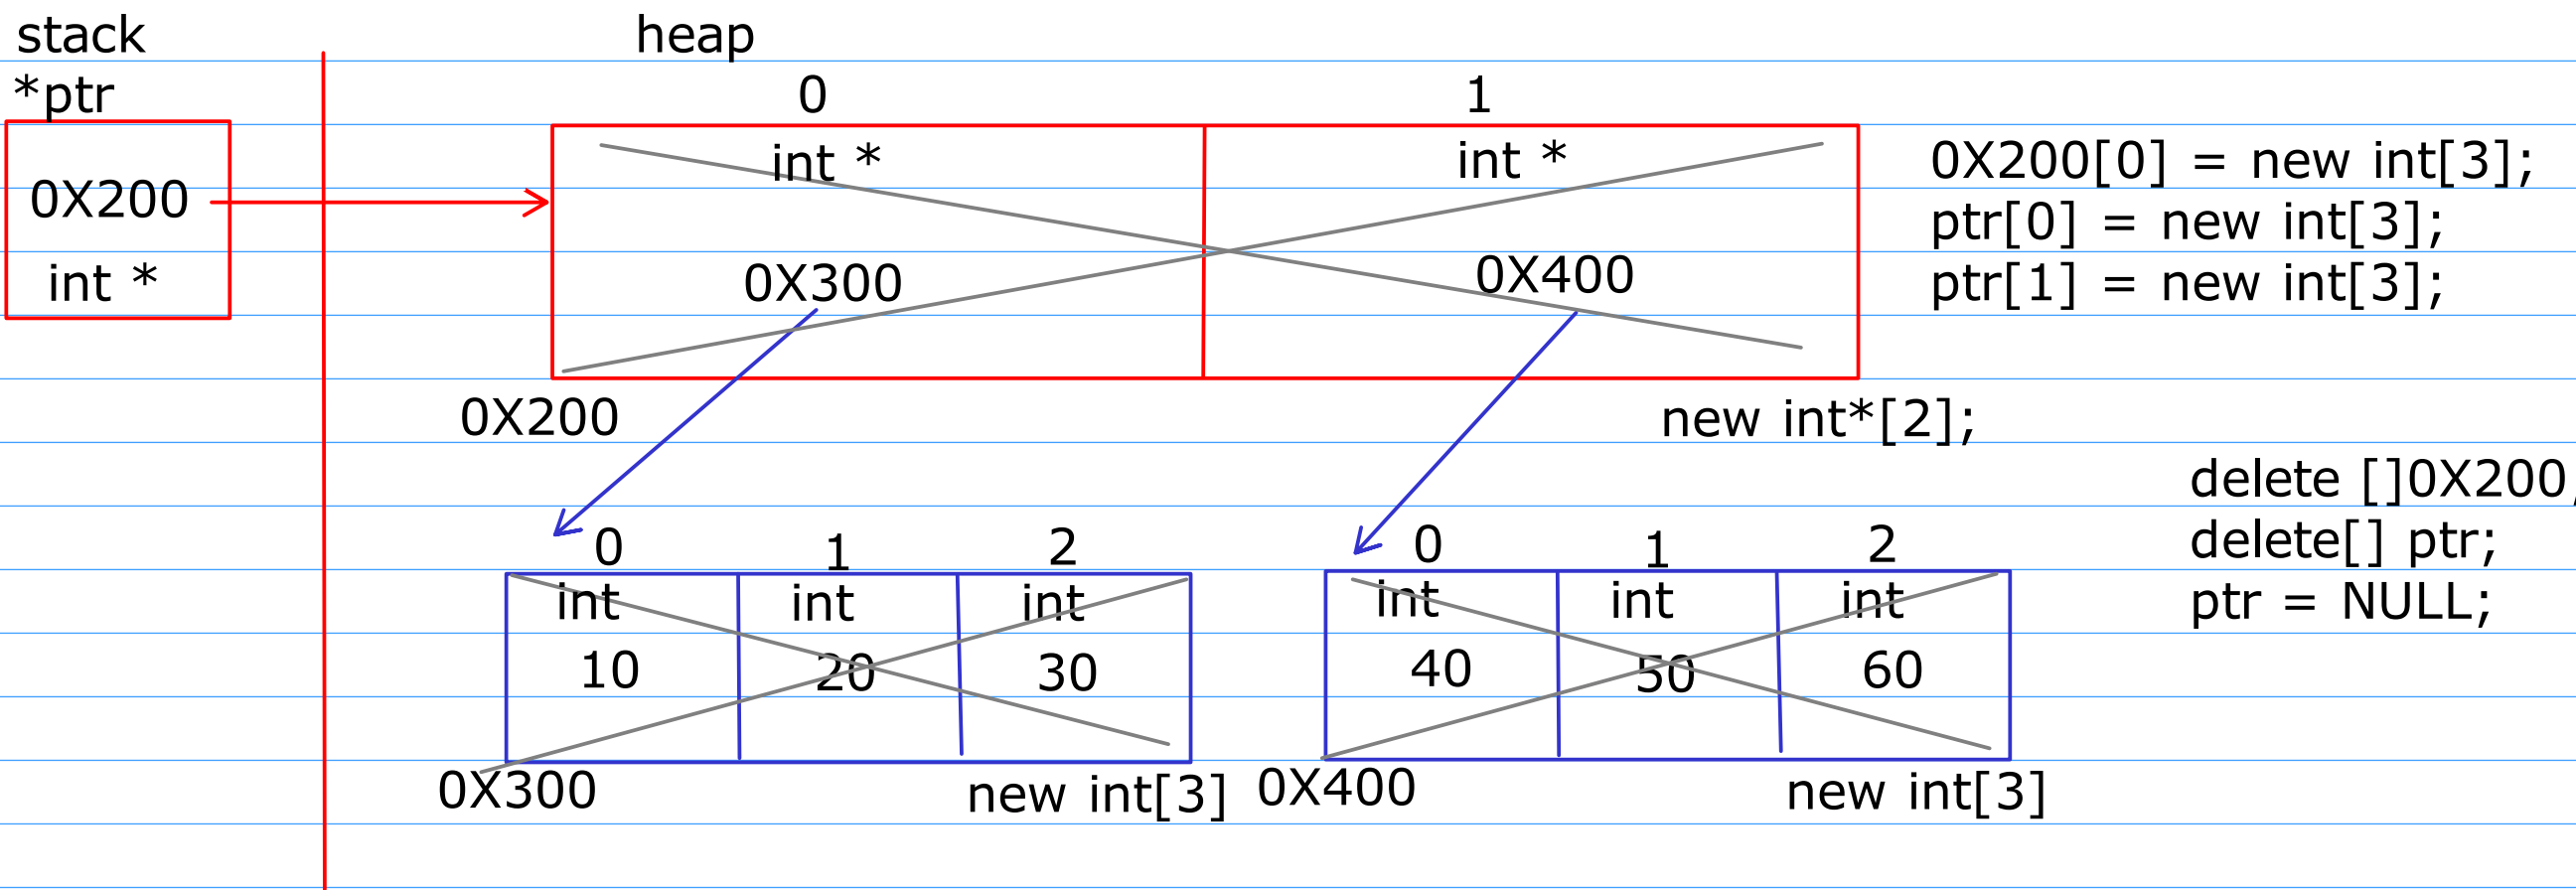 stack heap
*ptr
0 1
int * int *
0X200
int *
0X300 0X400
0X200[0] = new int[3];
ptr[0] = new int[3];
ptr[1] = new int[3];
0X200 new int*[2];
delete []0X200;
delete[] ptr;
ptr = NULL;
0 1 2
int int int
10 20 30
0X300 new int[3]
0 1 2
int int int
40 50 60
0X400 new int[3]